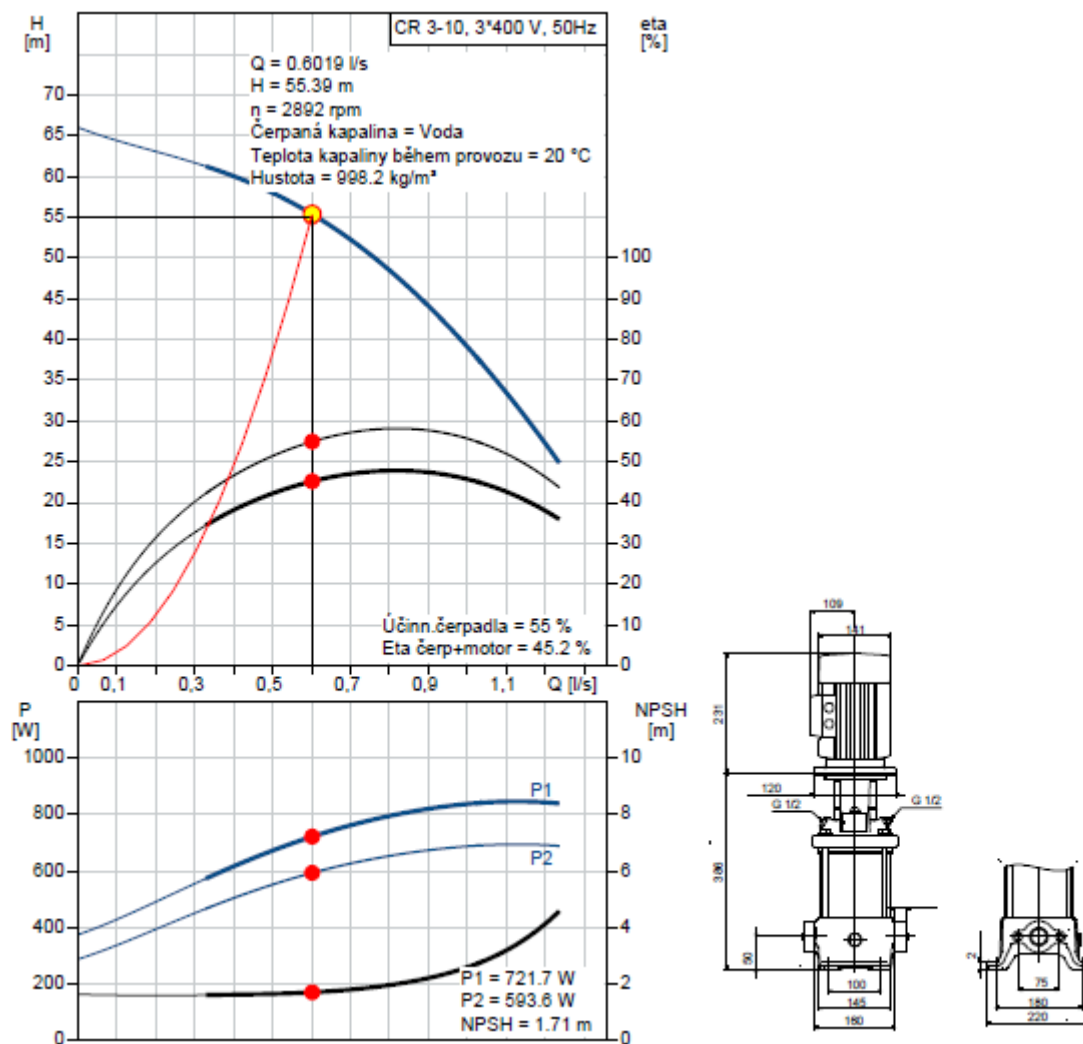 H
[m]
CR 3-10, 3*400 V, 50Hz
eta
[%]
Q = 0.6019 l/s
H = 55.39 m
n = 2892 rpm
Čerpaná kapalina = Voda
Teplota kapaliny během provozu = 20 °C
Hustota = 998.2 kg/m³
70
65
60
55
50
45
40
35
30
25
20
15
10
5
0
100
90
80
70
60
50
40
30
20
10
0
Účinn.čerpadla = 55 %
Eta čerp+motor = 45.2 %
0 0,1 0,3 0,5 0,7 0,9 1,1 Q [l/s]
P
[W]
NPSH
[m]
1000
800
600
400
200
0
10
8
6
4
2
0
P1
P2
P1 = 721.7 W
P2 = 593.6 W
NPSH = 1.71 m
109
141
231
120
G 1/2
G 1/2
386
50
100
145
160
2
75
180
220